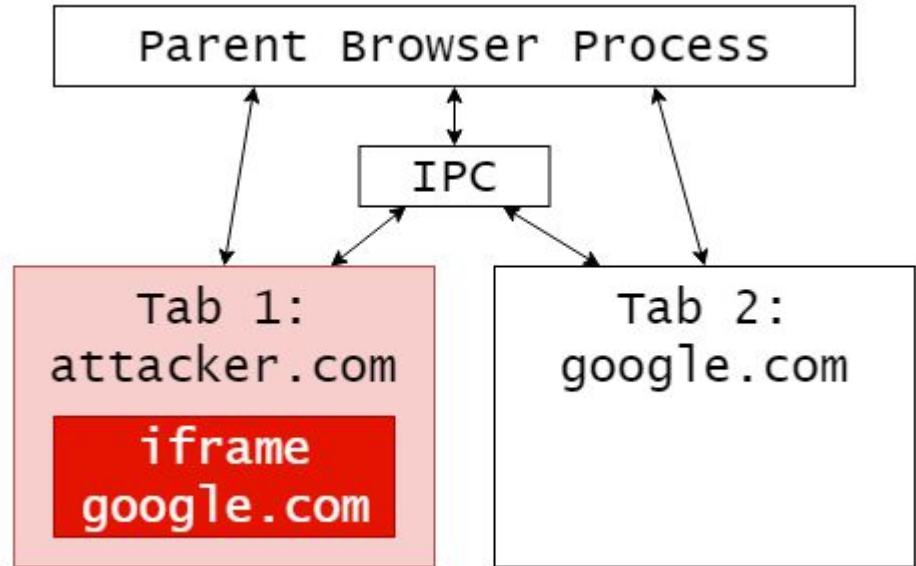 Parent Browser Process
IPC
Tab 1:
attacker.com
iframe
google.com
Tab 2:
google.com